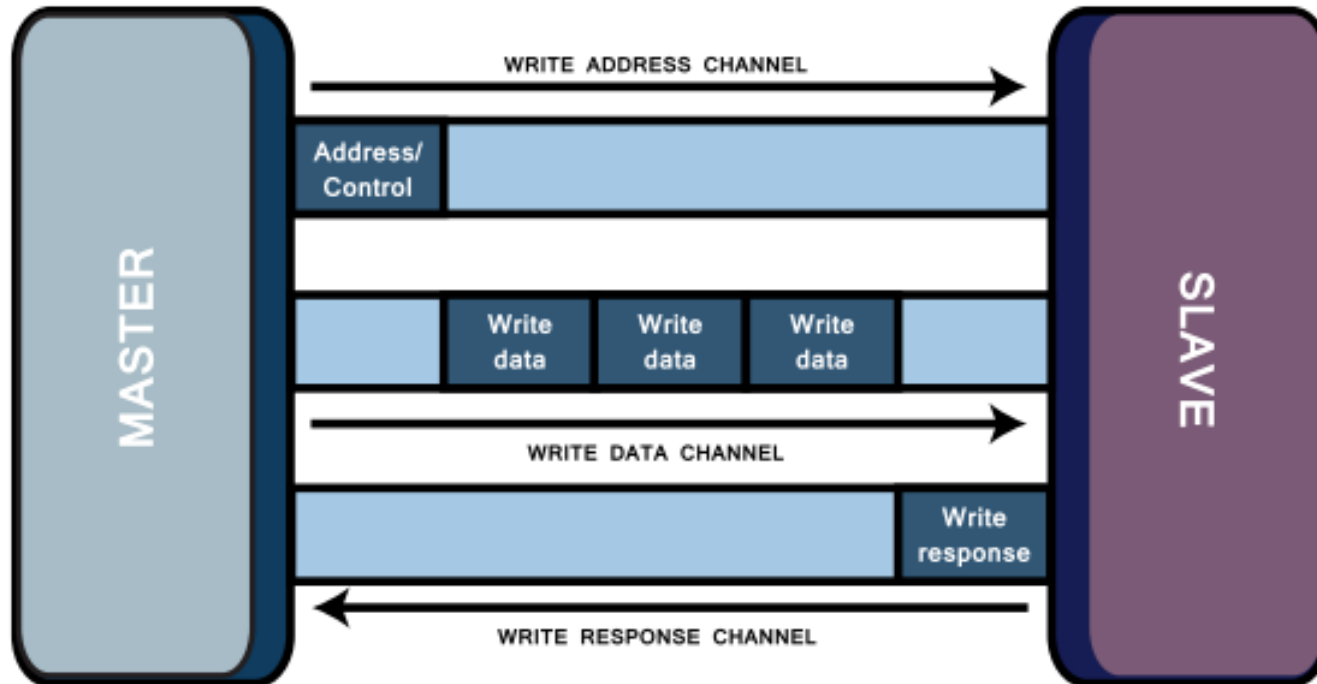 WRITE ADDRESS CHANNEL
Address/
Control
MASTER
SLAVE
Write
data
Write
data
Write
data
WRITE DATA CHANNEL
Write
response
WRITE RESPONSE CHANNEL